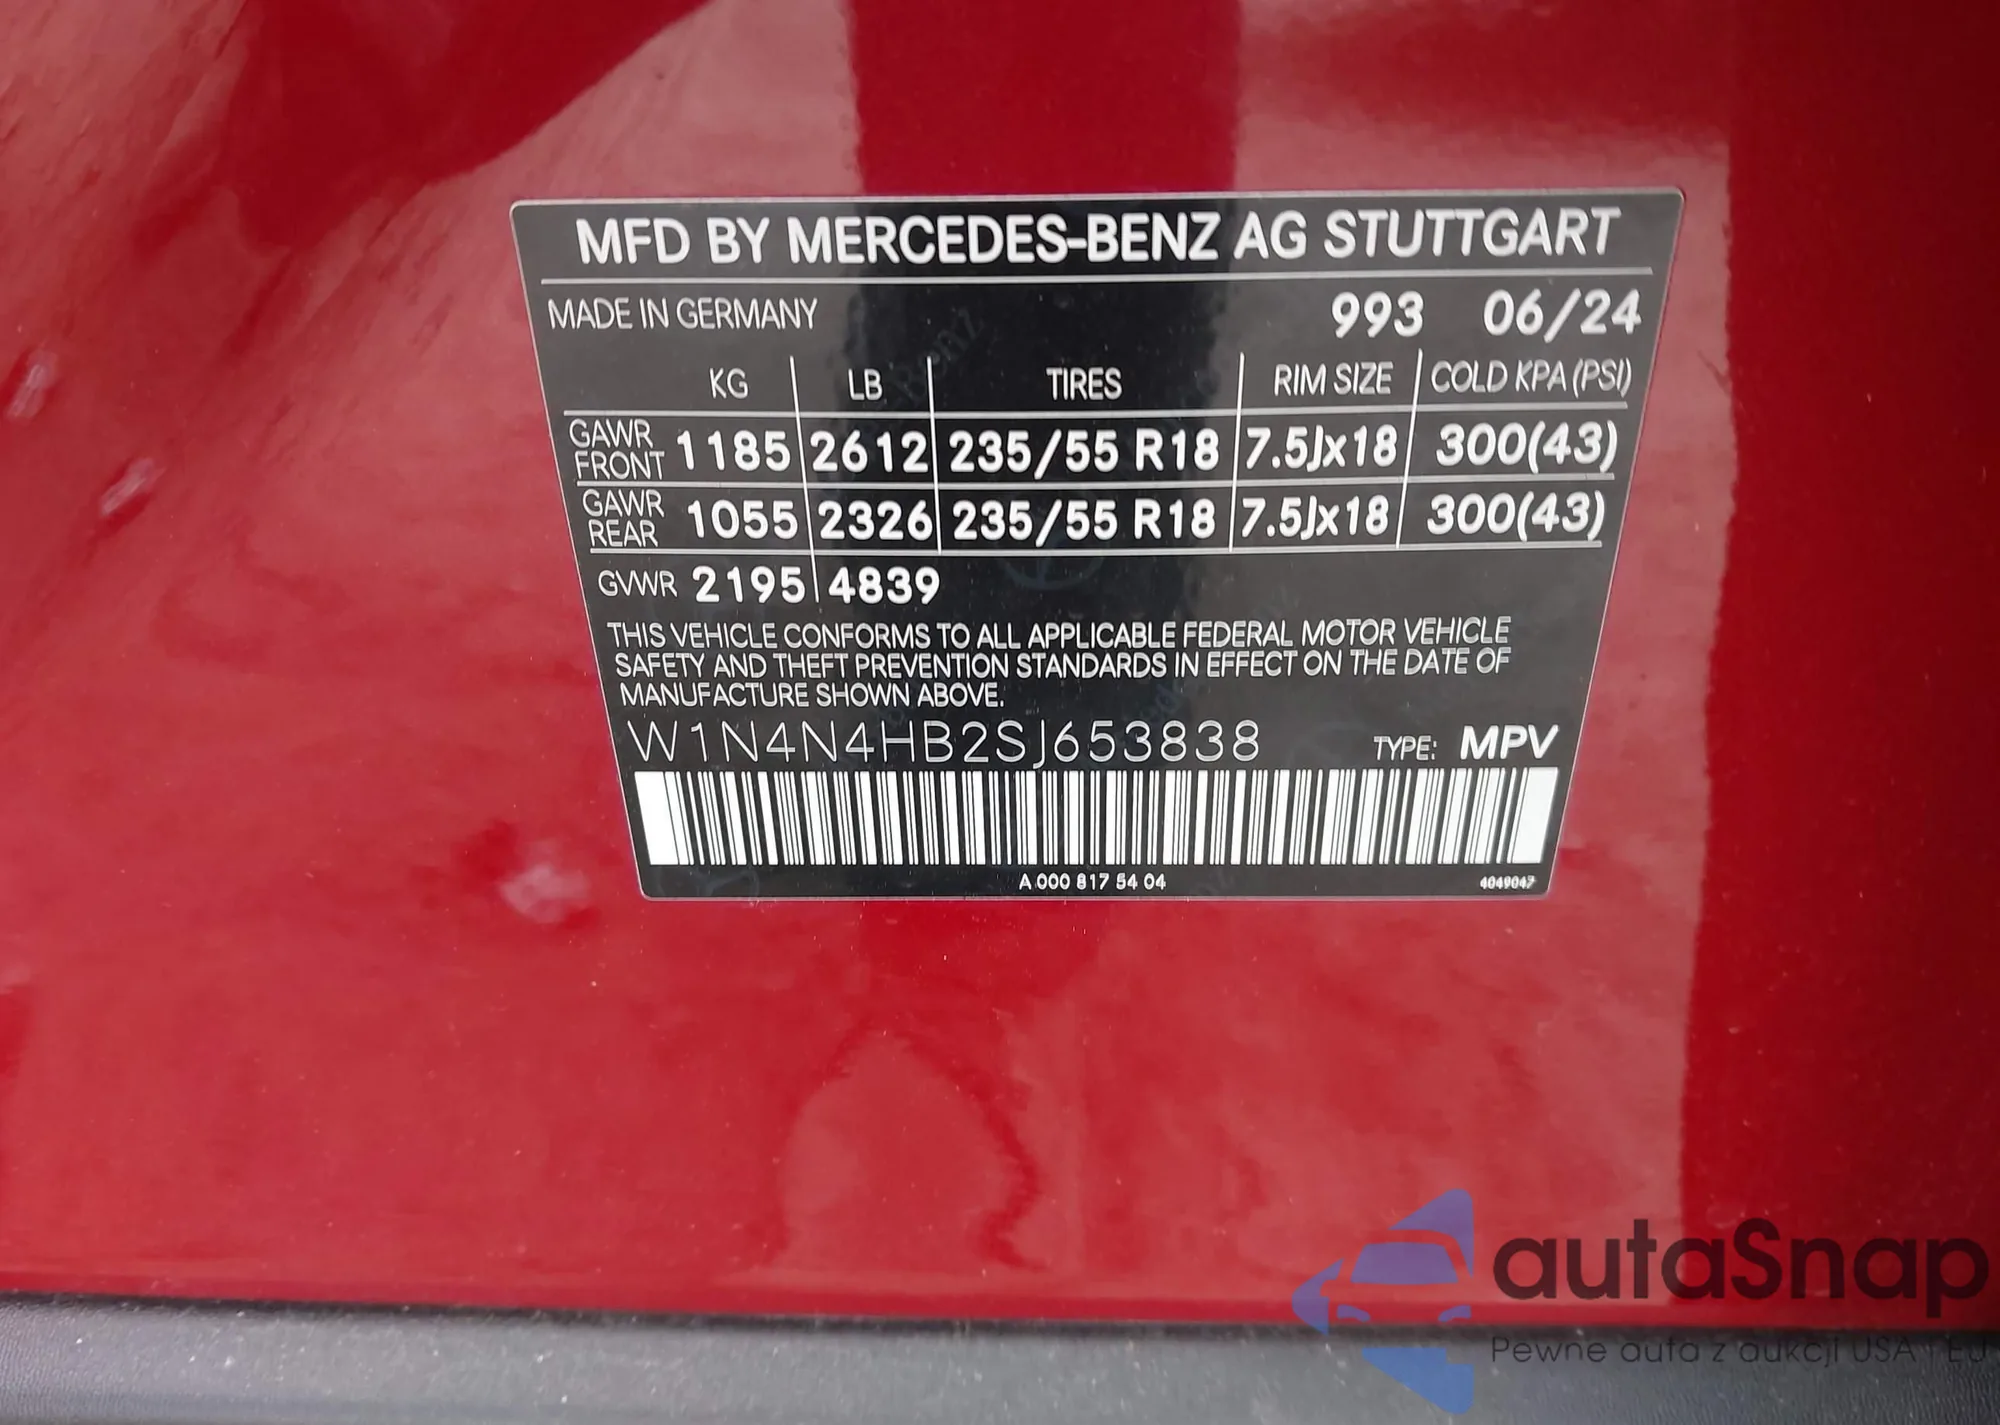 MFD BY MERCEDES-BENZ AG STUTTGART
MADE IN GERMANY 993 06/24
KG LB TIRES RIM SIZE COLD KPA (PSI)
GAWR FRONT 1185 2612 235/55 R18 7.5Jx18 300(43)
GAWR REAR 1055 2326 235/55 R18 7.5Jx18 300(43)
GVWR 2195 4839
THIS VEHICLE CONFORMS TO ALL APPLICABLE FEDERAL MOTOR VEHICLE
SAFETY AND THEFT PREVENTION STANDARDS IN EFFECT ON THE DATE OF
MANUFACTURE SHOWN ABOVE.
W1N4N4HB2SJ653838 TYPE: MPV
A 000 817 54 04 4049047
autaSnap
Pewne auta z aukcji USA | EU